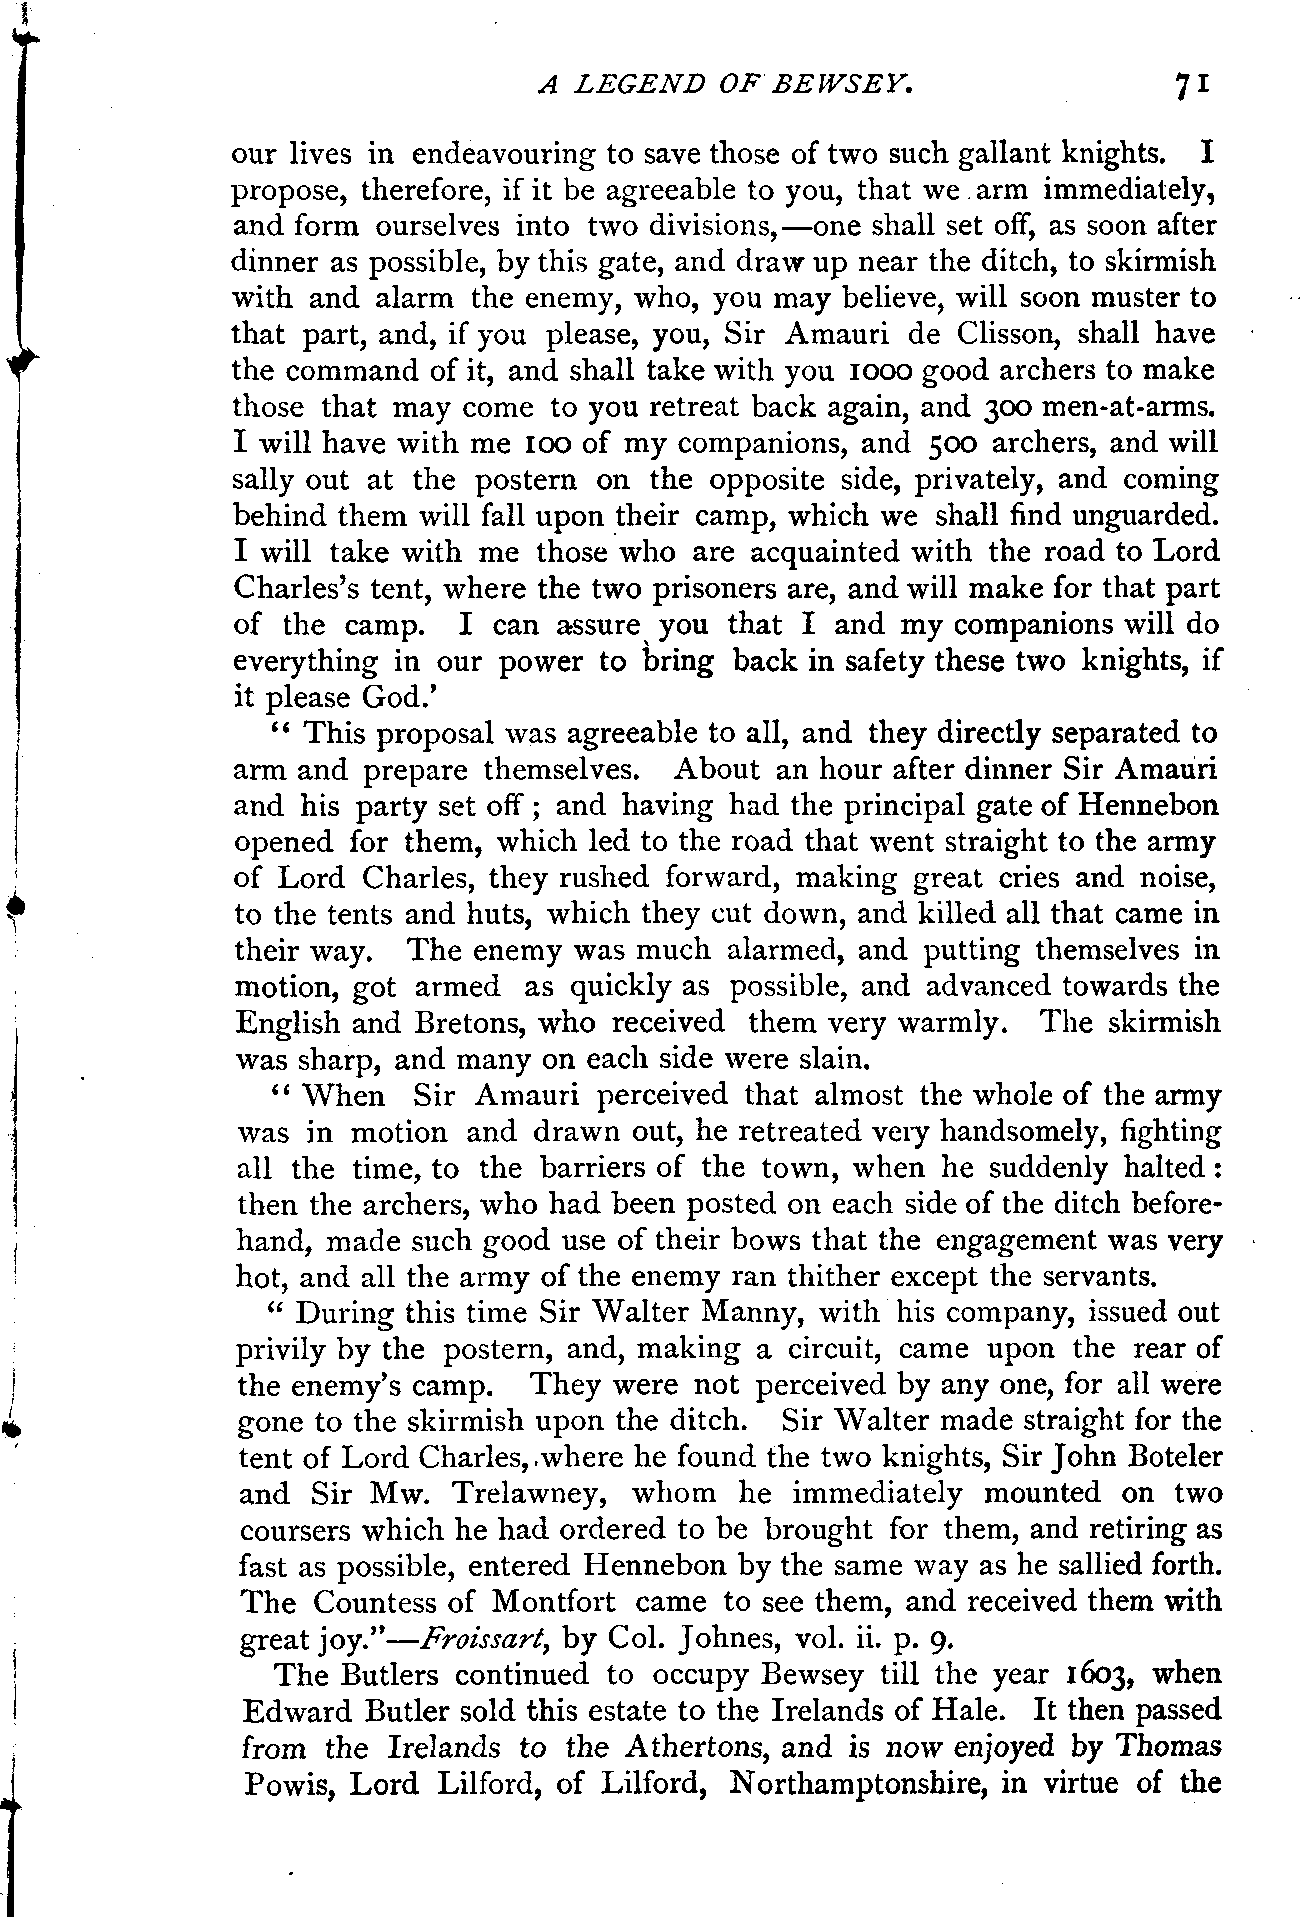 A LEGEND OF BEWSEY. 71
our lives in endeavouring to save those of two such gallant knights. I
propose, therefore, if it be agreeable to you, that we arm immediately,
and form ourselves into two divisions,—one shall set off, as soon after
dinner as possible, by this gate, and draw up near the ditch, to skirmish
with and alarm the enemy, who, you may believe, will soon muster to
that part, and, if you please, you, Sir Amauri de Clisson, shall have
the command of it, and shall take with you 1000 good archers to make
those that may come to you retreat back again, and 300 men-at-arms.
I will have with me 100 of my companions, and 500 archers, and will
sally out at the postern on the opposite side, privately, and coming
behind them will fall upon their camp, which we shall find unguarded.
I will take with me those who are acquainted with the road to Lord
Charles's tent, where the two prisoners are, and will make for that part
of the camp. I can assure you that I and my companions will do
everything in our power to bring back in safety these two knights, if
it please God.'
“ This proposal was agreeable to all, and they directly separated to
arm and prepare themselves. About an hour after dinner Sir Amauri
and his party set off ; and having had the principal gate of Hennebon
opened for them, which led to the road that went straight to the army
of Lord Charles, they rushed forward, making great cries and noise,
to the tents and huts, which they cut down, and killed all that came in
their way. The enemy was much alarmed, and putting themselves in
motion, got armed as quickly as possible, and advanced towards the
English and Bretons, who received them very warmly. The skirmish
was sharp, and many on each side were slain.
“ When Sir Amauri perceived that almost the whole of the army
was in motion and drawn out, he retreated very handsomely, fighting
all the time, to the barriers of the town, when he suddenly halted :
then the archers, who had been posted on each side of the ditch before-
hand, made such good use of their bows that the engagement was very
hot, and all the army of the enemy ran thither except the servants.
“ During this time Sir Walter Manny, with his company, issued out
privily by the postern, and, making a circuit, came upon the rear of
the enemy's camp. They were not perceived by any one, for all were
gone to the skirmish upon the ditch. Sir Walter made straight for the
tent of Lord Charles, where he found the two knights, Sir John Boteler
and Sir Mw. Trelawney, whom he immediately mounted on two
coursers which he had ordered to be brought for them, and retiring as
fast as possible, entered Hennebon by the same way as he sallied forth.
The Countess of Montfort came to see them, and received them with
great joy.”—Froissart, by Col. Johnes, vol. ii. p. 9.
The Butlers continued to occupy Bewsey till the year 1603, when
Edward Butler sold this estate to the Irelands of Hale. It then passed
from the Irelands to the Athertons, and is now enjoyed by Thomas
Powis, Lord Lilford, of Lilford, Northamptonshire, in virtue of the